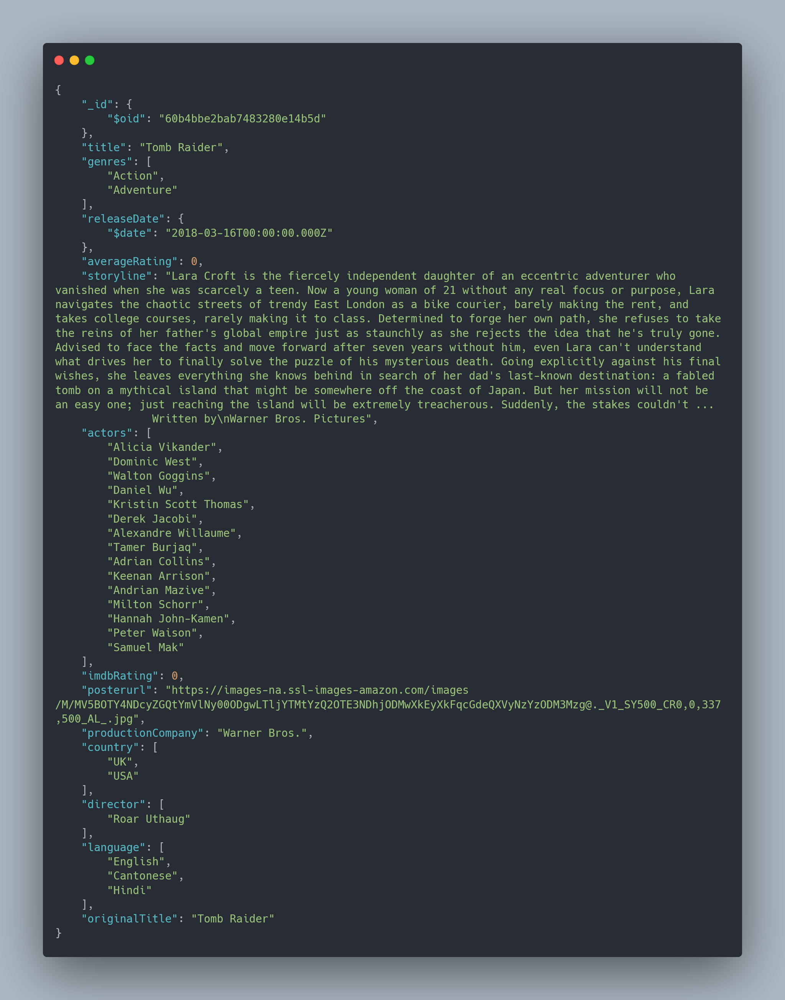 {
    "_id": {
        "$oid": "60b4bbe2bab7483280e14b5d"
    },
    "title": "Tomb Raider",
    "genres": [
        "Action",
        "Adventure"
    ],
    "releaseDate": {
        "$date": "2018-03-16T00:00:00.000Z"
    },
    "averageRating": 0,
    "storyline": "Lara Croft is the fiercely independent daughter of an eccentric adventurer who
vanished when she was scarcely a teen. Now a young woman of 21 without any real focus or purpose, Lara
navigates the chaotic streets of trendy East London as a bike courier, barely making the rent, and
takes college courses, rarely making it to class. Determined to forge her own path, she refuses to take
the reins of her father's global empire just as staunchly as she rejects the idea that he's truly gone.
Advised to face the facts and move forward after seven years without him, even Lara can't understand
what drives her to finally solve the puzzle of his mysterious death. Going explicitly against his final
wishes, she leaves everything she knows behind in search of her dad's last-known destination: a fabled
tomb on a mythical island that might be somewhere off the coast of Japan. But her mission will not be
an easy one; just reaching the island will be extremely treacherous. Suddenly, the stakes couldn't ...
               Written by\nWarner Bros. Pictures",
    "actors": [
        "Alicia Vikander",
        "Dominic West",
        "Walton Goggins",
        "Daniel Wu",
        "Kristin Scott Thomas",
        "Derek Jacobi",
        "Alexandre Willaume",
        "Tamer Burjaq",
        "Adrian Collins",
        "Keenan Arrison",
        "Andrian Mazive",
        "Milton Schorr",
        "Hannah John-Kamen",
        "Peter Waison",
        "Samuel Mak"
    ],
    "imdbRating": 0,
    "posterurl": "https://images-na.ssl-images-amazon.com/images
/M/MV5BOTY4NDcyZGQtYmVlNy00ODgwLTljYTMtYzQ2OTE3NDhjODMwXkEyXkFqcGdeQXVyNzYzODM3Mzg@._V1_SY500_CR0,0,337
,500_AL_.jpg",
    "productionCompany": "Warner Bros.",
    "country": [
        "UK",
        "USA"
    ],
    "director": [
        "Roar Uthaug"
    ],
    "language": [
        "English",
        "Cantonese",
        "Hindi"
    ],
    "originalTitle": "Tomb Raider"
}